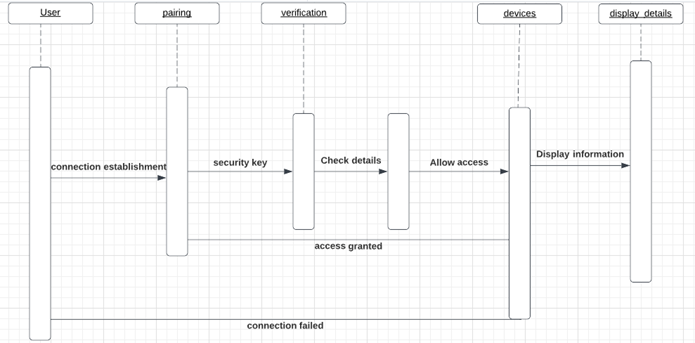 User
pairing
verification
devices
display_details
connection establishment
security key
Check details
Allow access
Display information
access granted
connection failed